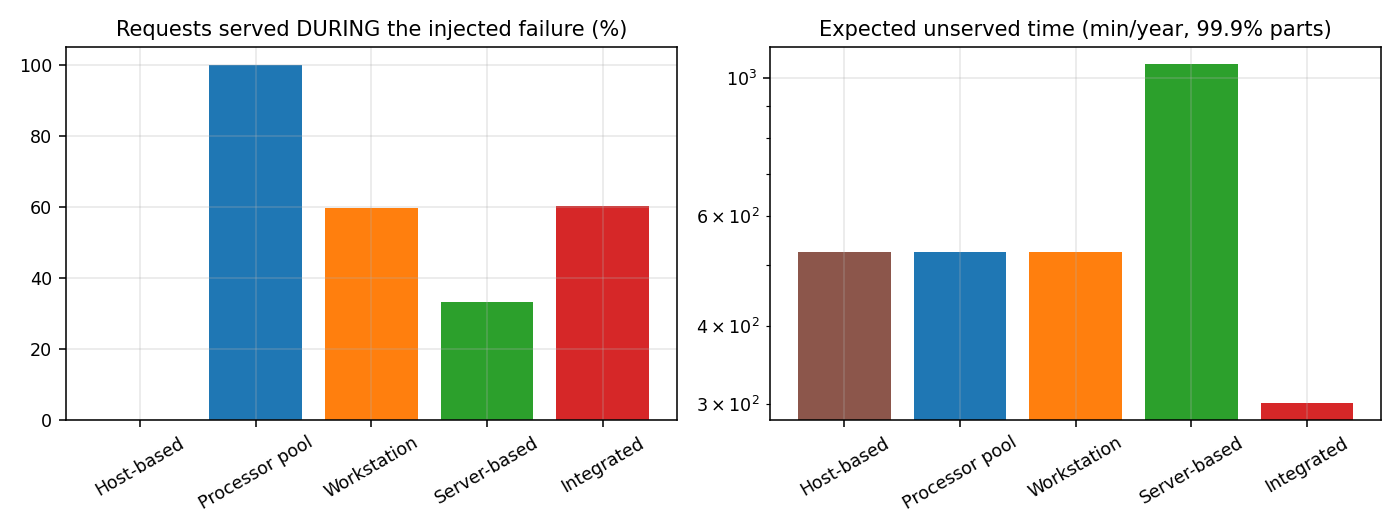 Requests served DURING the injected failure (%)
100
80
60
40
20
0
Host-based
Processor pool
Workstation
Server-based
Integrated
Expected unserved time (min/year, 99.9% parts)
10³
6 × 10²
4 × 10²
3 × 10²
Host-based
Processor pool
Workstation
Server-based
Integrated